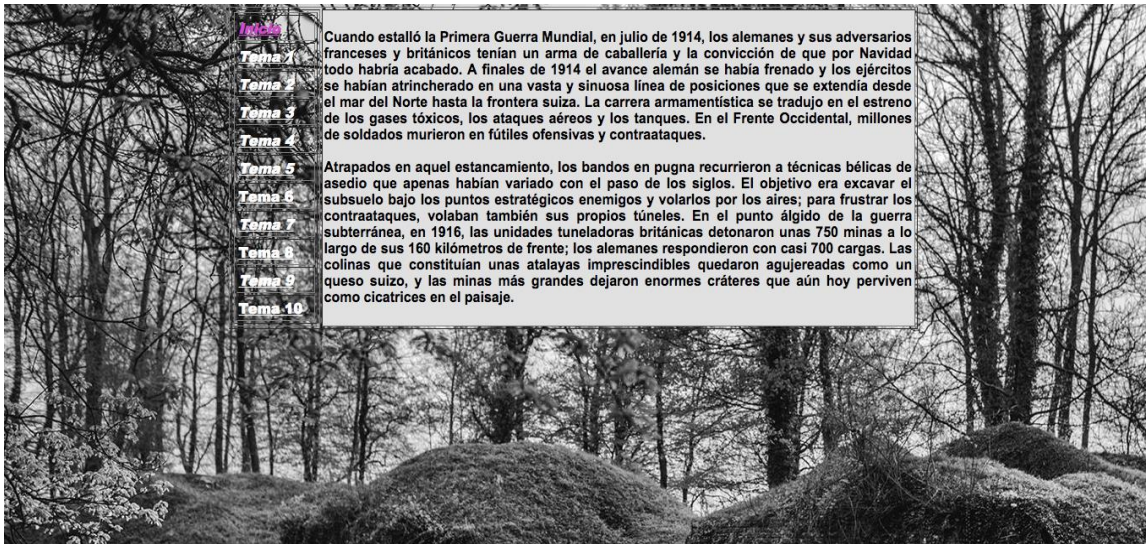 Inicio
Tema 1
Tema 2
Tema 3
Tema 4
Tema 5
Tema 6
Tema 7
Tema 8
Tema 9
Tema 10
Cuando estalló la Primera Guerra Mundial, en julio de 1914, los alemanes y sus adversarios
franceses y británicos tenían un arma de caballería y la convicción de que por Navidad
todo habría acabado. A finales de 1914 el avance alemán se había frenado y los ejércitos
se habían atrincherado en una vasta y sinuosa línea de posiciones que se extendía desde
el mar del Norte hasta la frontera suiza. La carrera armamentística se tradujo en el estreno
de los gases tóxicos, los ataques aéreos y los tanques. En el Frente Occidental, millones
de soldados murieron en fútiles ofensivas y contraataques.
Atrapados en aquel estancamiento, los bandos en pugna recurrieron a técnicas bélicas de
asedio que apenas habían variado con el paso de los siglos. El objetivo era excavar el
subsuelo bajo los puntos estratégicos enemigos y volarlos por los aires; para frustrar los
contraataques, volaban también sus propios túneles. En el punto álgido de la guerra
subterránea, en 1916, las unidades tuneladoras británicas detonaron unas 750 minas a lo
largo de sus 160 kilómetros de frente; los alemanes respondieron con casi 700 cargas. Las
colinas que constituían unas atalayas imprescindibles quedaron agujereadas como un
queso suizo, y las minas más grandes dejaron enormes cráteres que aún hoy perviven
como cicatrices en el paisaje.